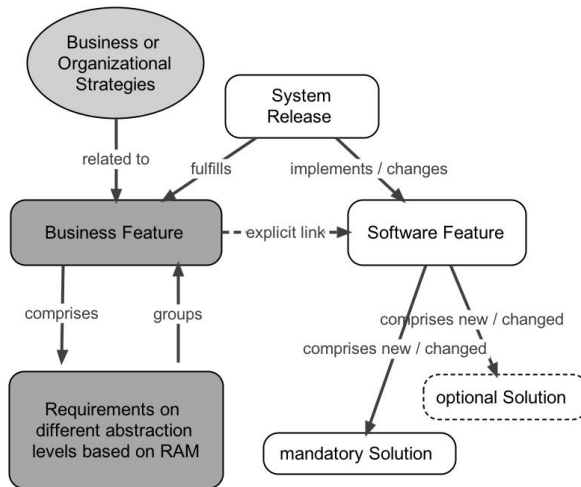 Business or
Organizational
Strategies
System
Release
related to
fulfills
implements / changes
Business Feature
explicit link
Software Feature
comprises
groups
comprises new / changed
comprises new / changed
optional Solution
Requirements on
different abstraction
levels based on RAM
mandatory Solution